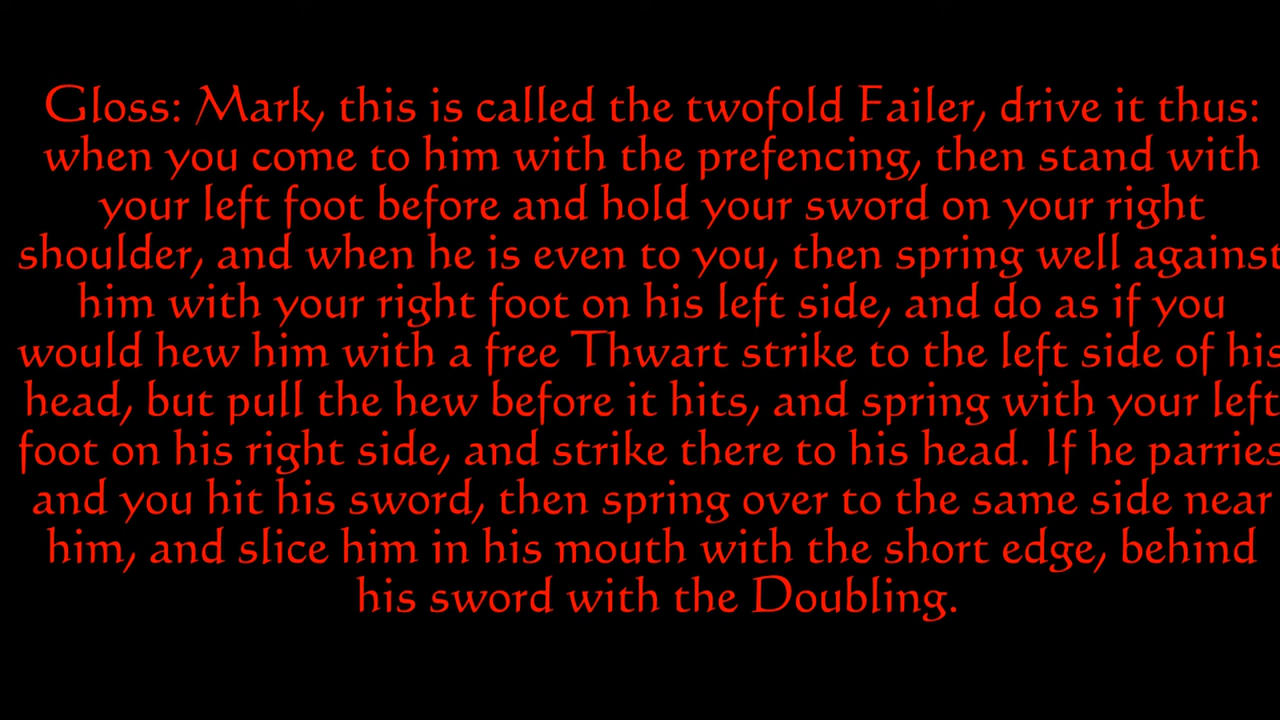 Gloss: Mark, this is called the twofold Failer, drive it thus:
when you come to him with the prefencing, then stand with
your left foot before and hold your sword on your right
shoulder, and when he is even to you, then spring well against
him with your right foot on his left side, and do as if you
would hew him with a free Thwart strike to the left side of his
head, but pull the hew before it hits, and spring with your left
foot on his right side, and strike there to his head. If he parries
and you hit his sword, then spring over to the same side near
him, and slice him in his mouth with the short edge, behind
his sword with the Doubling.